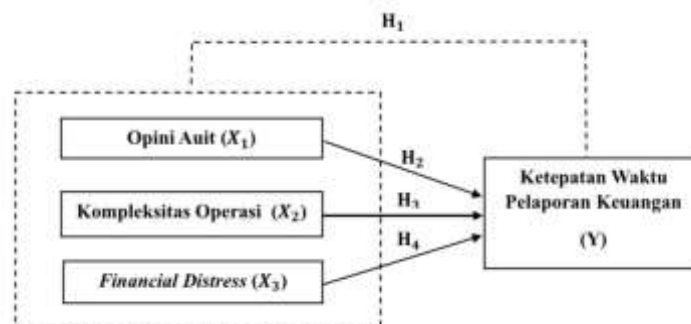 H₁
Opini Auit (X₁)
H₂
Kompleksitas Operasi (X₂)
H₃
Financial Distress (X₃)
H₄
Ketepatan Waktu
Pelaporan Keuangan
(Y)